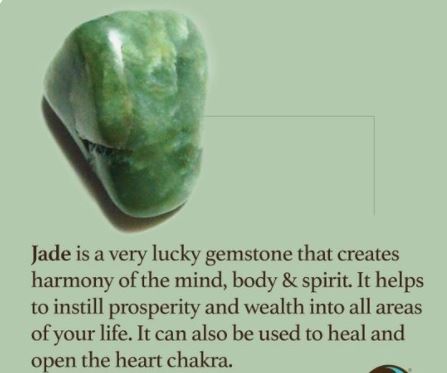 Jade is a very lucky gemstone that creates
harmony of the mind, body & spirit. It helps
to instill prosperity and wealth into all areas
of your life. It can also be used to heal and
open the heart chakra.